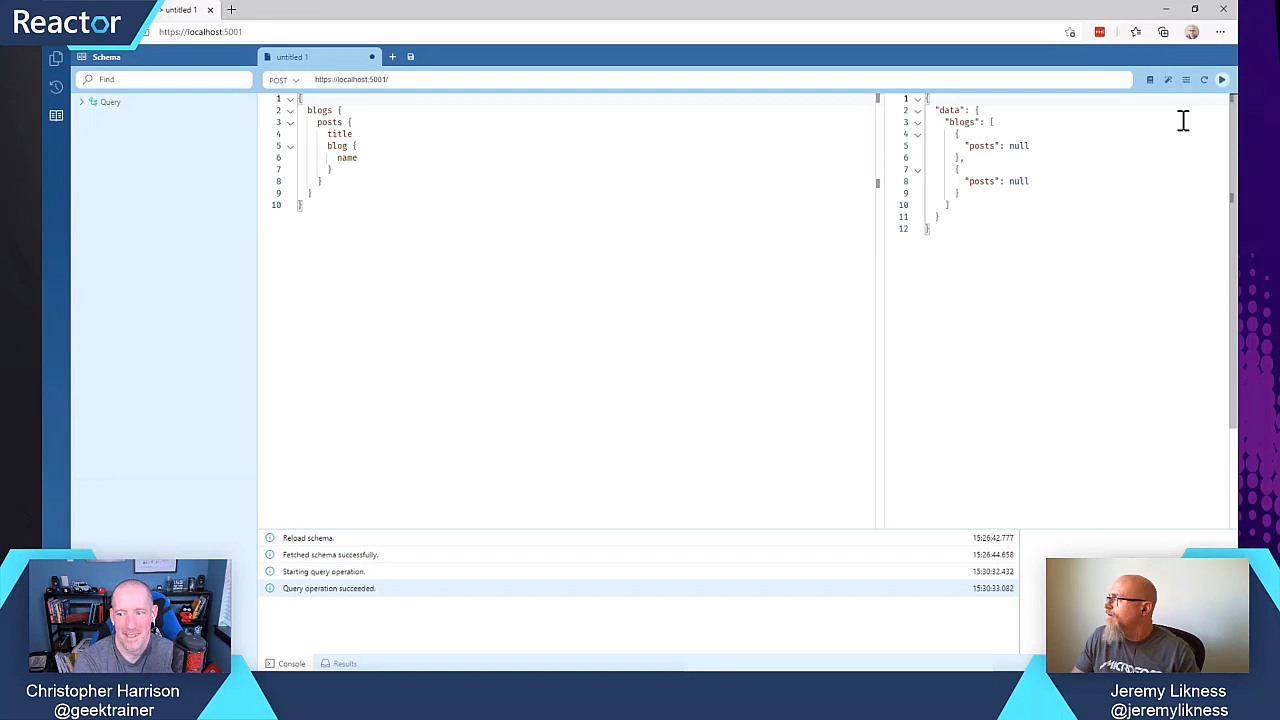 Reactor
untitled 1
https://localhost:5001
Schema
untitled 1
Find...
POST
https://localhost:5001/
Query
1 {
2 blogs {
3 posts {
4 title
5 blog {
6 name
7 }
8 }
9 }
10 }
1 {
2 "data": {
3 "blogs": [
4 {
5 "posts": null
6 },
7 {
8 "posts": null
9 }
10 ]
11 }
12 }
Reload schema. 15:26:42.777
Fetched schema successfully. 15:26:44.658
Starting query operation. 15:30:32.432
Query operation succeeded. 15:30:33.082
Console
Results
Christopher Harrison
@geektrainer
Jeremy Likness
@jeremylikness